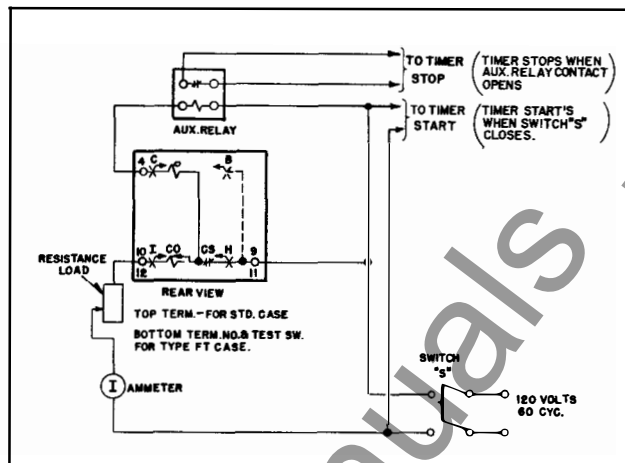 TO TIMER
STOP
(TIMER STOPS WHEN
AUX. RELAY CONTACT
OPENS
TO TIMER
START
(TIMER START'S
WHEN SWITCH "S"
CLOSES.
AUX. RELAY
4 C
B
10 I CO CS H 9
12 11
RESISTANCE
LOAD
REAR VIEW
TOP TERM.-FOR STD. CASE
BOTTOM TERM. NO. & TEST SW.
FOR TYPE FT CASE.
I AMMETER
SWITCH
"S"
120 VOLTS
60 CYC.
uals